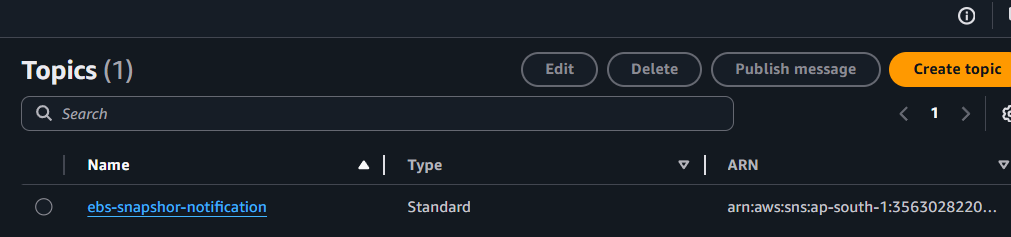 Topics (1)
Edit
Delete
Publish message
Create topic
Search
1
Name
Type
ARN
ebs-snapshor-notification
Standard
arn:aws:sns:ap-south-1:3563028220...